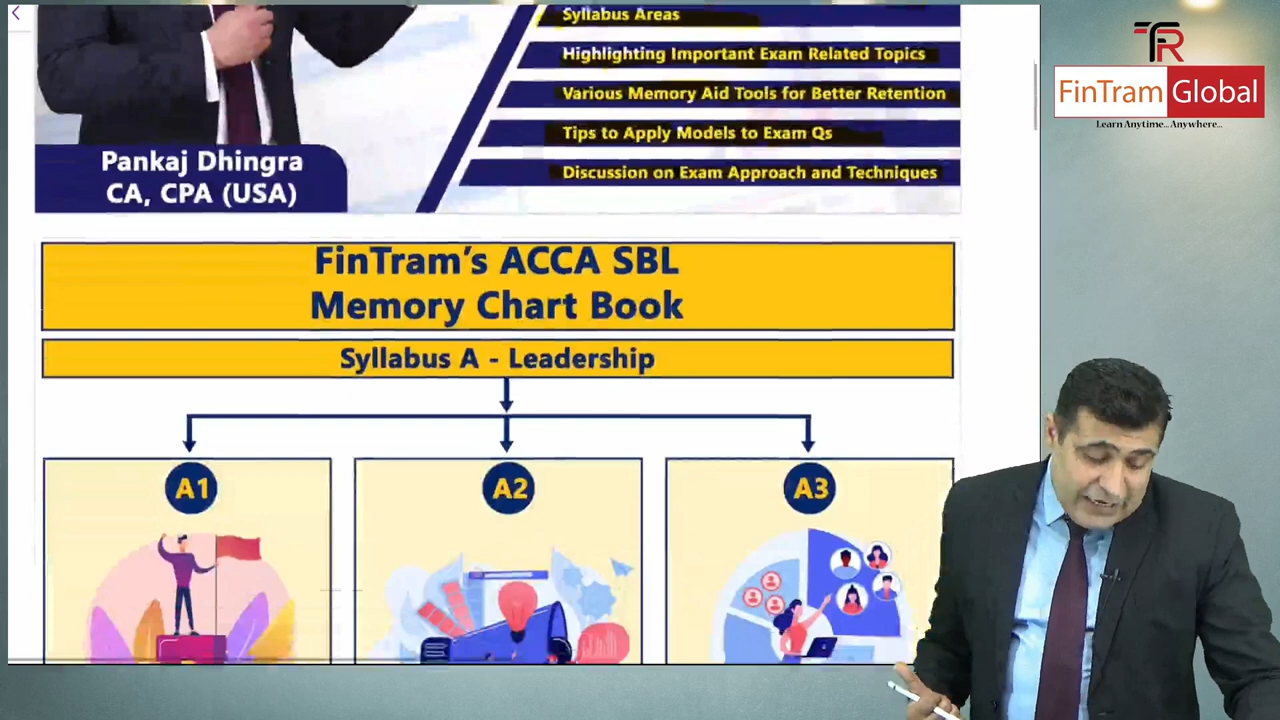 Syllabus Areas
Highlighting Important Exam Related Topics
Various Memory Aid Tools for Better Retention
Tips to Apply Models to Exam Qs
Discussion on Exam Approach and Techniques
Pankaj Dhingra
CA, CPA (USA)
FinTram's ACCA SBL
Memory Chart Book
Syllabus A - Leadership
A1
A2
A3
TFR
FinTram Global
Learn Anytime... Anywhere...